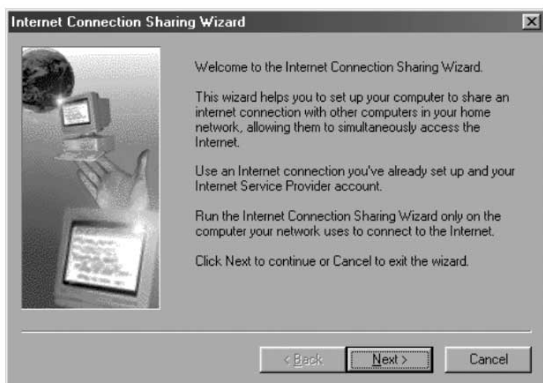 Internet Connection Sharing Wizard
Welcome to the Internet Connection Sharing Wizard.
This wizard helps you to set up your computer to share an
internet connection with other computers in your home
network, allowing them to simultaneously access the
Internet.
Use an Internet connection you've already set up and your
Internet Service Provider account.
Run the Internet Connection Sharing Wizard only on the
computer your network uses to connect to the Internet.
Click Next to continue or Cancel to exit the wizard.
< Back Next > Cancel